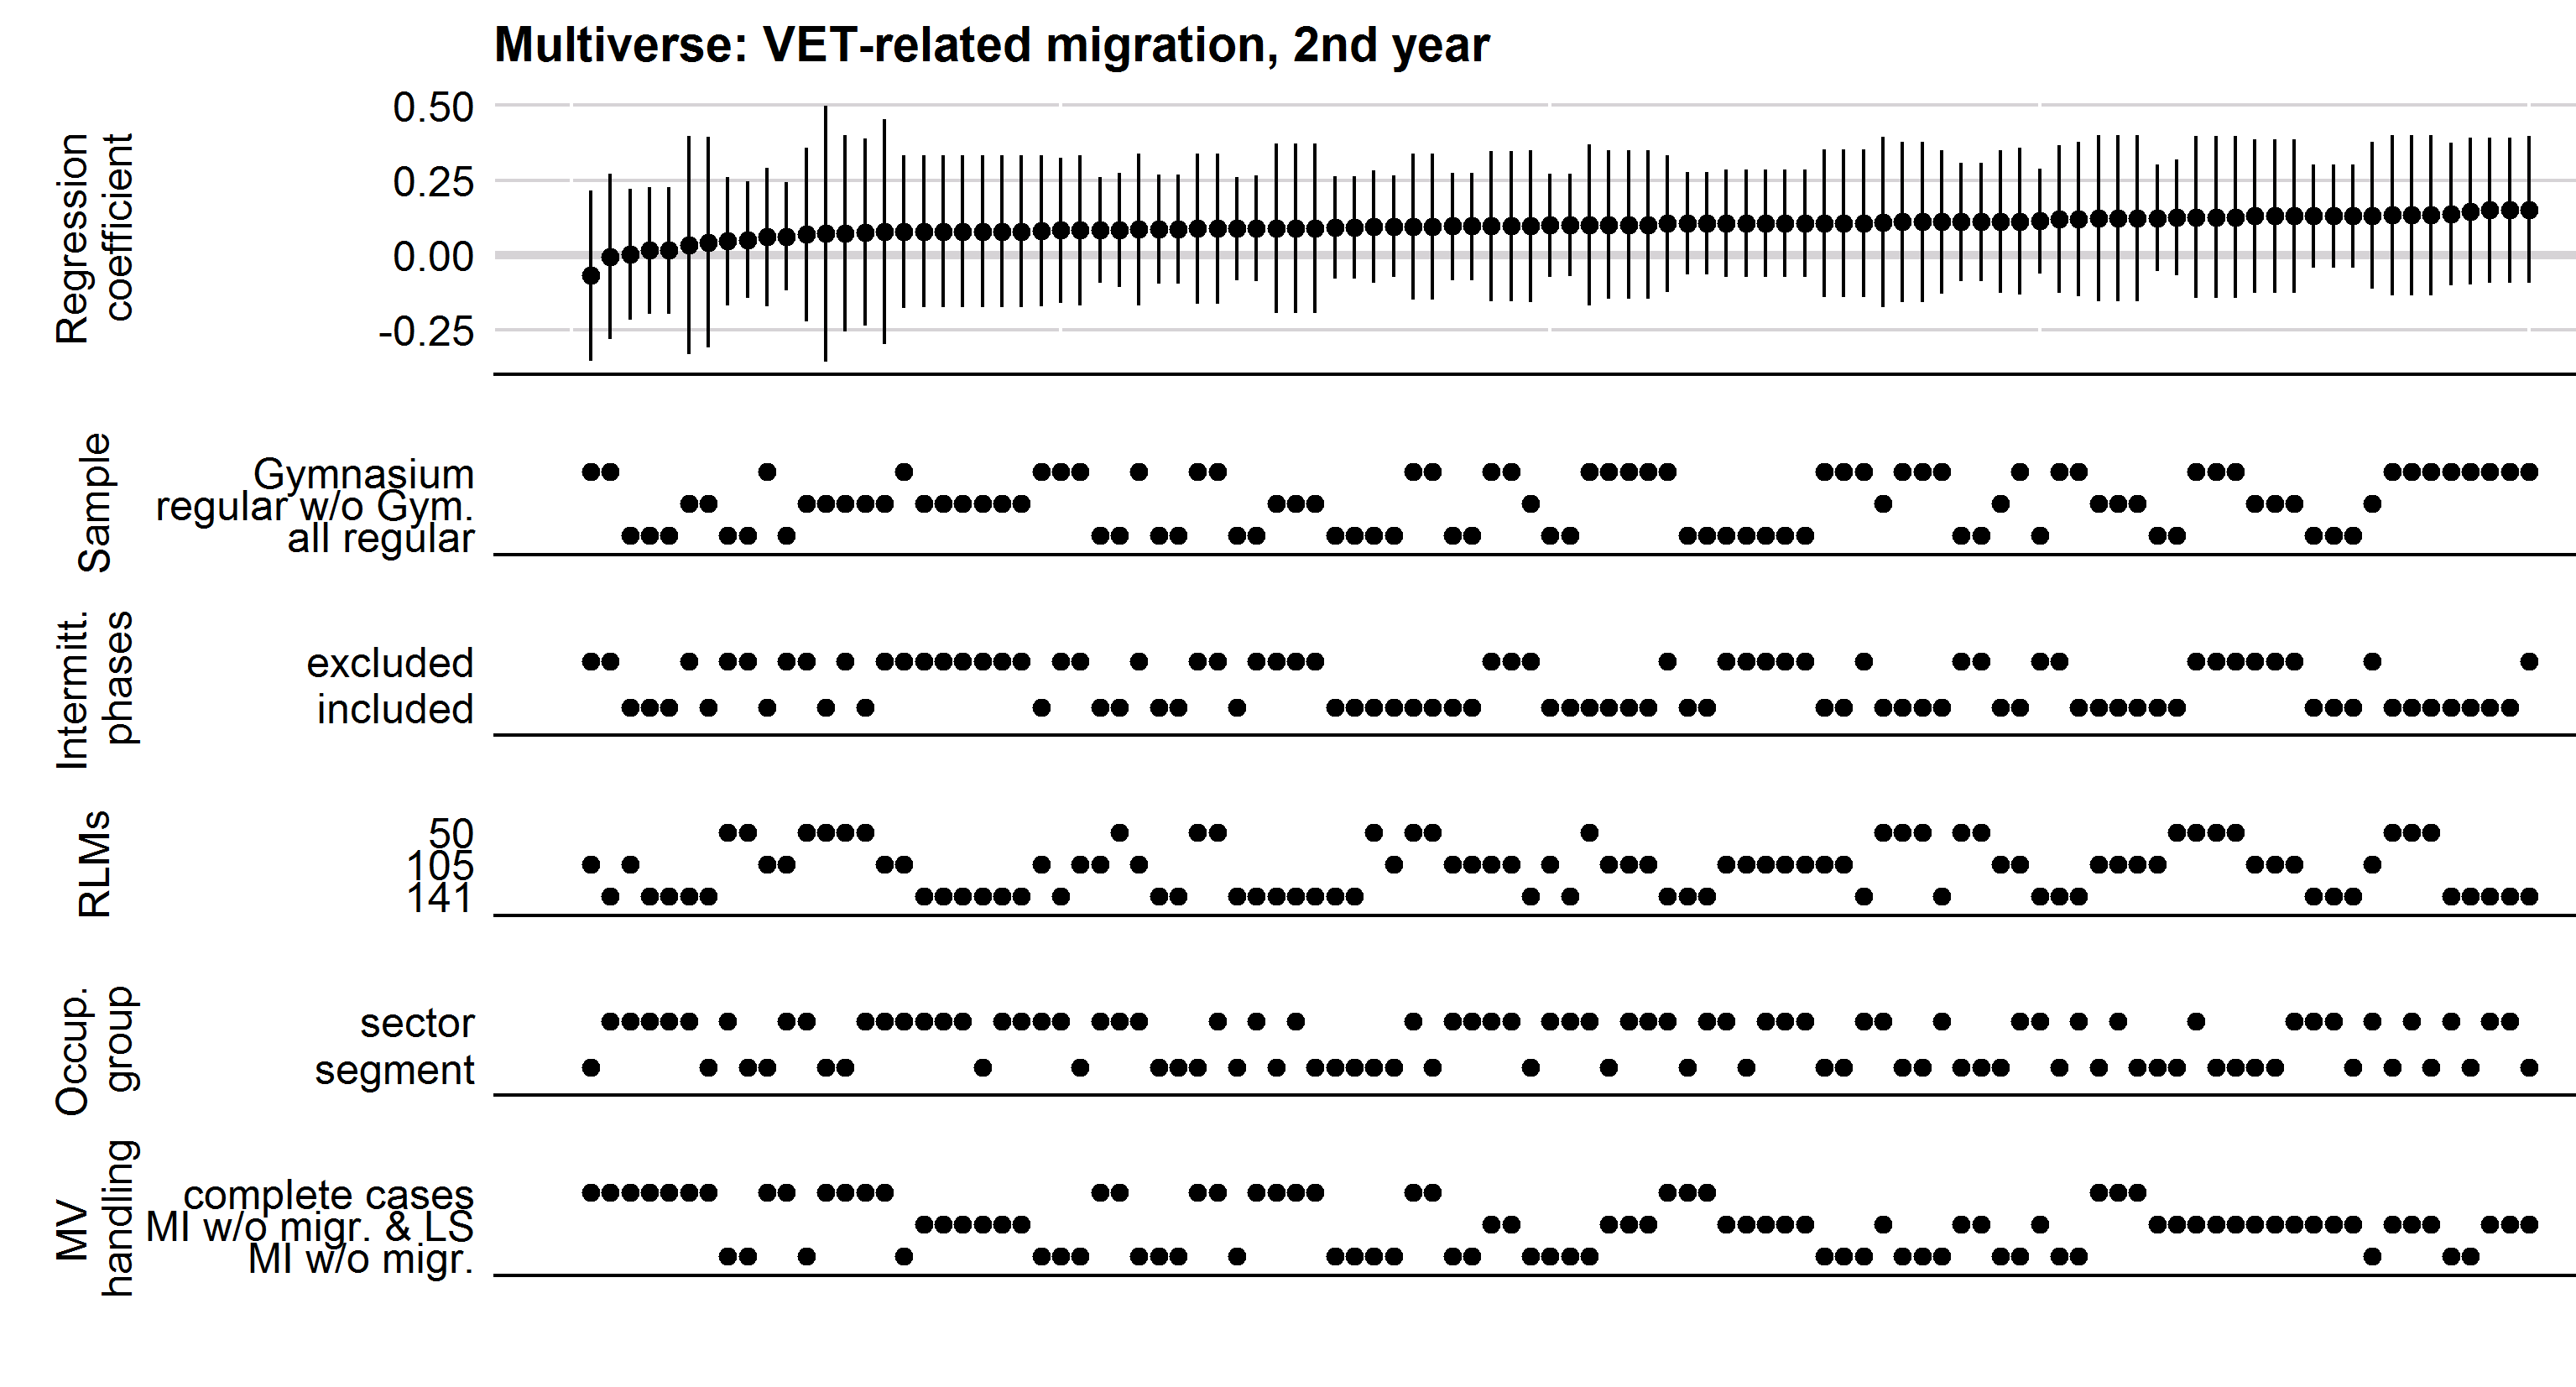 Multiverse: VET-related migration, 2nd year
Regression
coefficient
0.50
0.25
0.00
-0.25
Sample
Gymnasium
regular w/o Gym.
all regular
Intermitt.
phases
excluded
included
RLMs
50
105
141
Occup.
group
sector
segment
MV
handling
complete cases
MI w/o migr. & LS
MI w/o migr.